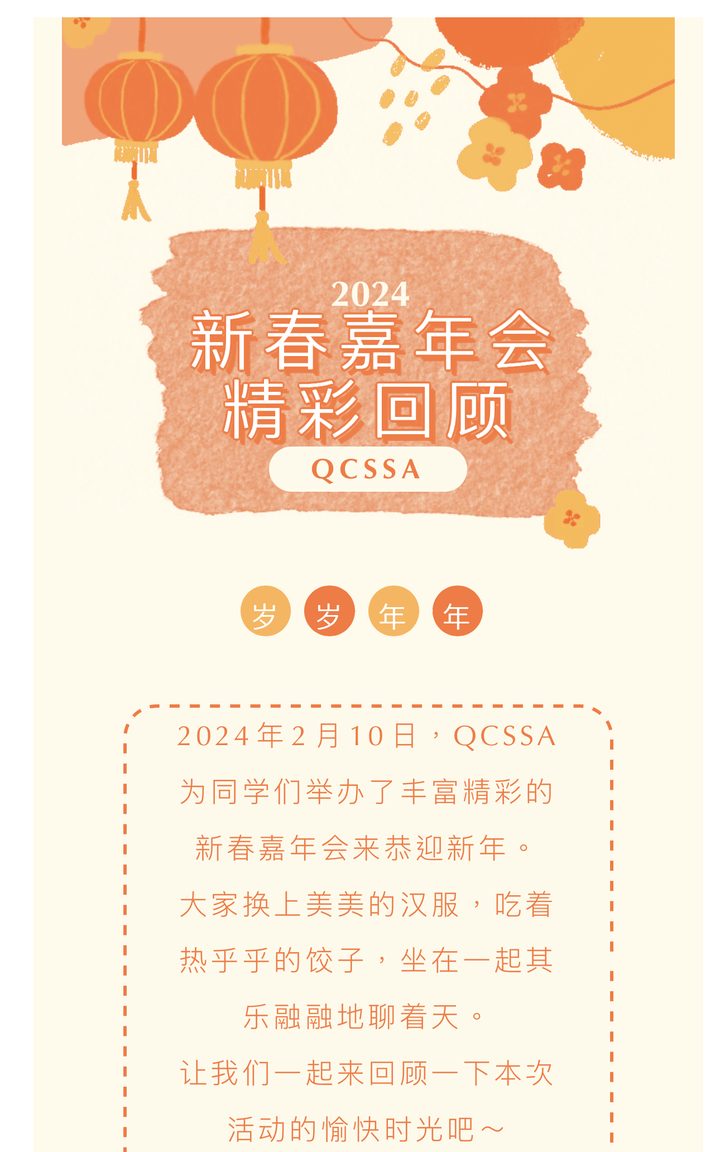 2024
新春嘉年会
精彩回顾
QCSSA
岁岁年年
2024年2月10日，QCSSA
为同学们举办了丰富精彩的
新春嘉年会来恭迎新年。
大家换上美美的汉服，吃着
热乎乎的饺子，坐在一起其
乐融融地聊着天。
让我们一起来回顾一下本次
活动的愉快时光吧～